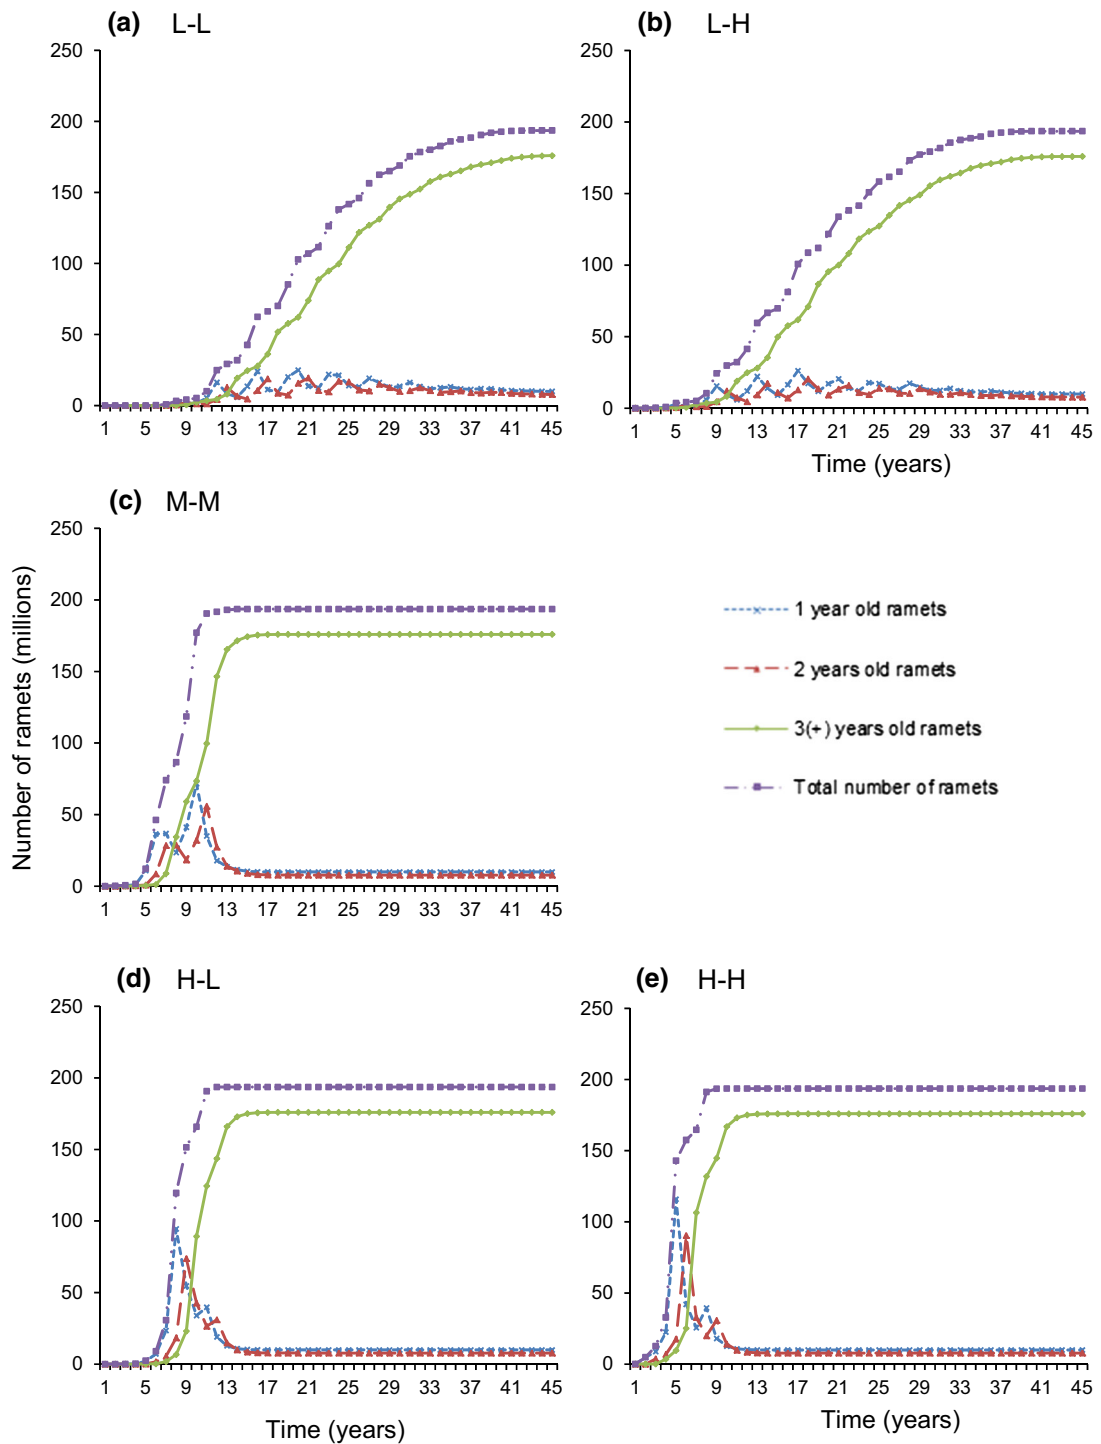 (a) L-L
250
200
150
100
50
0
1 5 9 13 17 21 25 29 33 37 41 45
(b) L-H
250
200
150
100
50
0
1 5 9 13 17 21 25 29 33 37 41 45
Time (years)
(c) M-M
Number of ramets (millions)
250
200
150
100
50
0
1 5 9 13 17 21 25 29 33 37 41 45
1 year old ramets
2 years old ramets
3(+) years old ramets
Total number of ramets
(d) H-L
250
200
150
100
50
0
1 5 9 13 17 21 25 29 33 37 41 45
Time (years)
(e) H-H
250
200
150
100
50
0
1 5 9 13 17 21 25 29 33 37 41 45
Time (years)